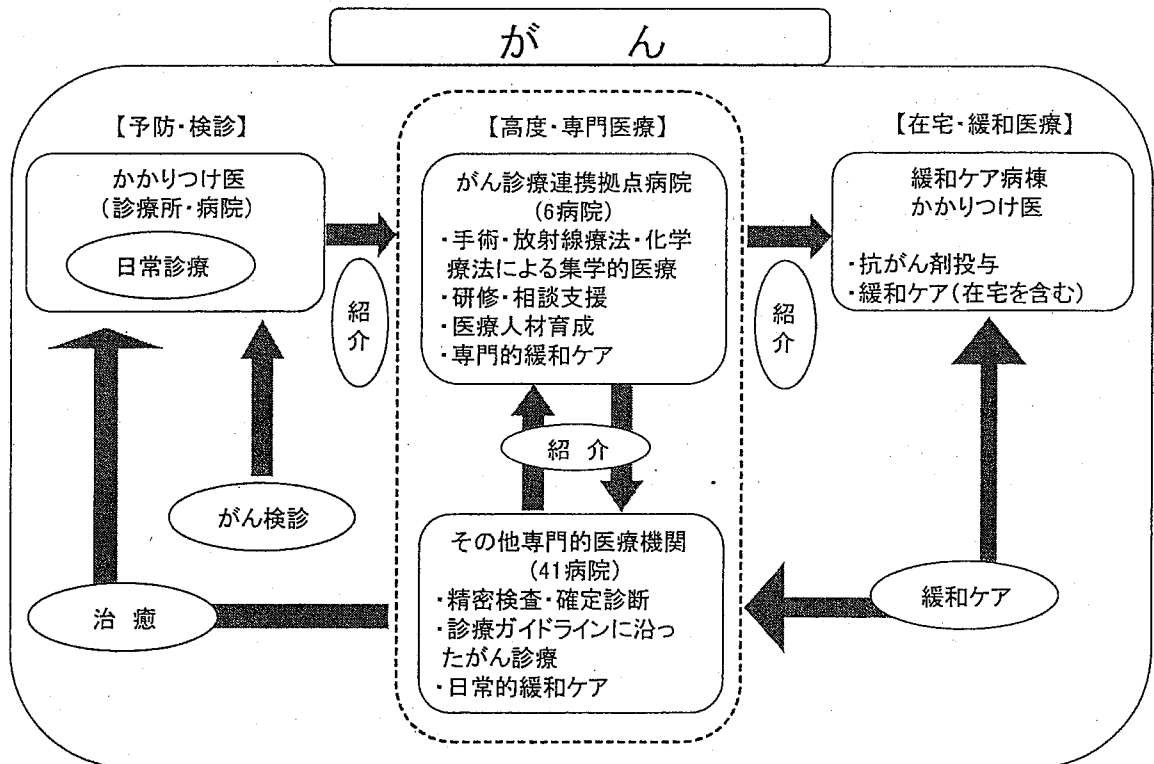 がん
【予防・検診】
かかりつけ医
(診療所・病院)
日常診療
紹介
がん検診
治癒
【高度・専門医療】
がん診療連携拠点病院
(6病院)
・手術・放射線療法・化学
療法による集学的医療
・研修・相談支援
・医療人材育成
・専門的緩和ケア
紹介
その他専門的医療機関
(41病院)
・精密検査・確定診断
・診療ガイドラインに沿っ
たがん診療
・日常的緩和ケア
紹介
【在宅・緩和医療】
緩和ケア病棟
かかりつけ医
・抗がん剤投与
・緩和ケア(在宅を含む)
緩和ケア